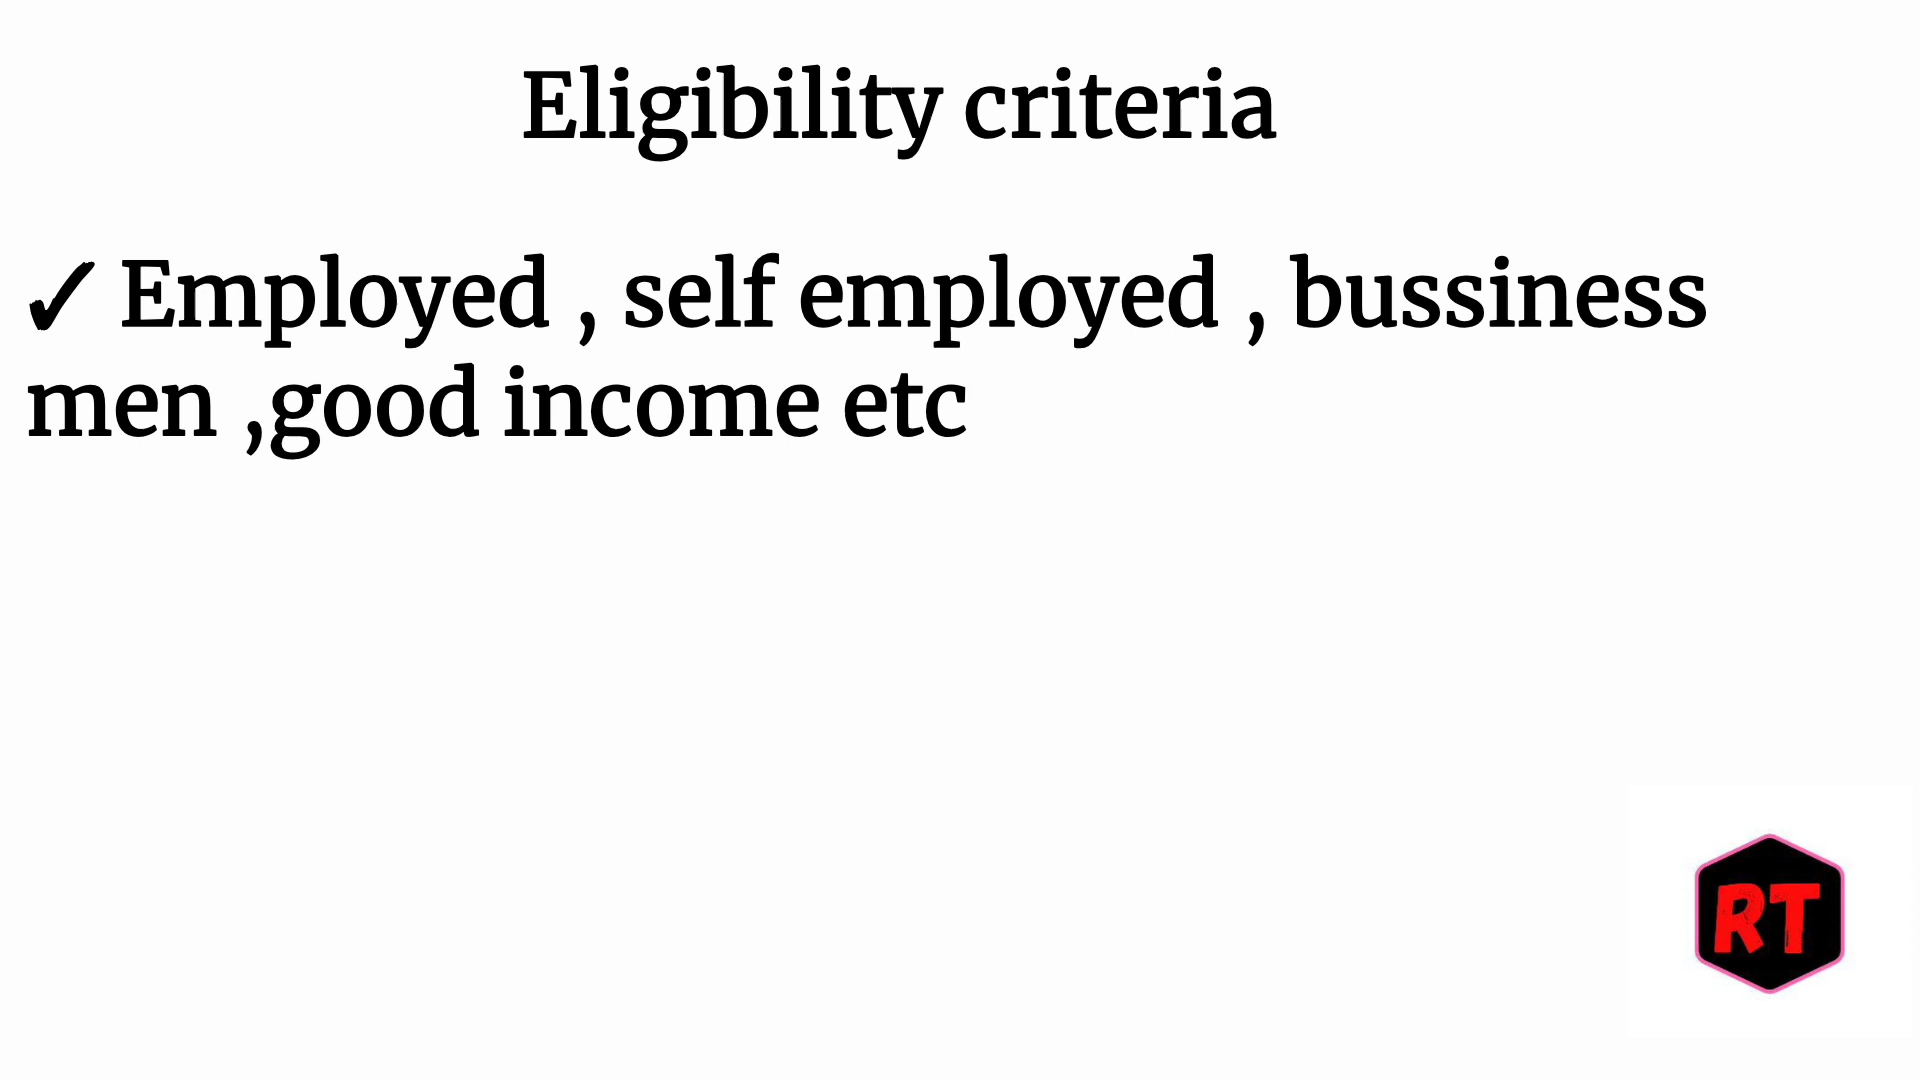 Eligibility criteria
✓ Employed , self employed , bussiness
men ,good income etc
RT